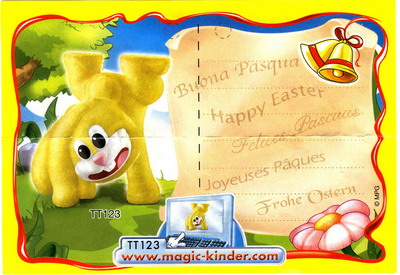 Buona Pasqua
Happy Easter
Felices Pascuas
Joyeuses Pâques
Frohe Ostern
TT123
© MPG
TT123
www.magic-kinder.com